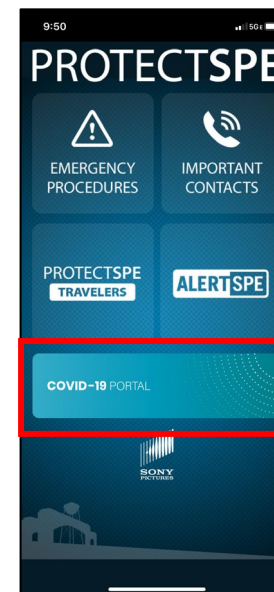 9:50
5G E
PROTECTSPE
EMERGENCY
PROCEDURES
IMPORTANT
CONTACTS
PROTECTSPE
TRAVELERS
ALERTSPE
COVID-19 PORTAL
SONY
PICTURES